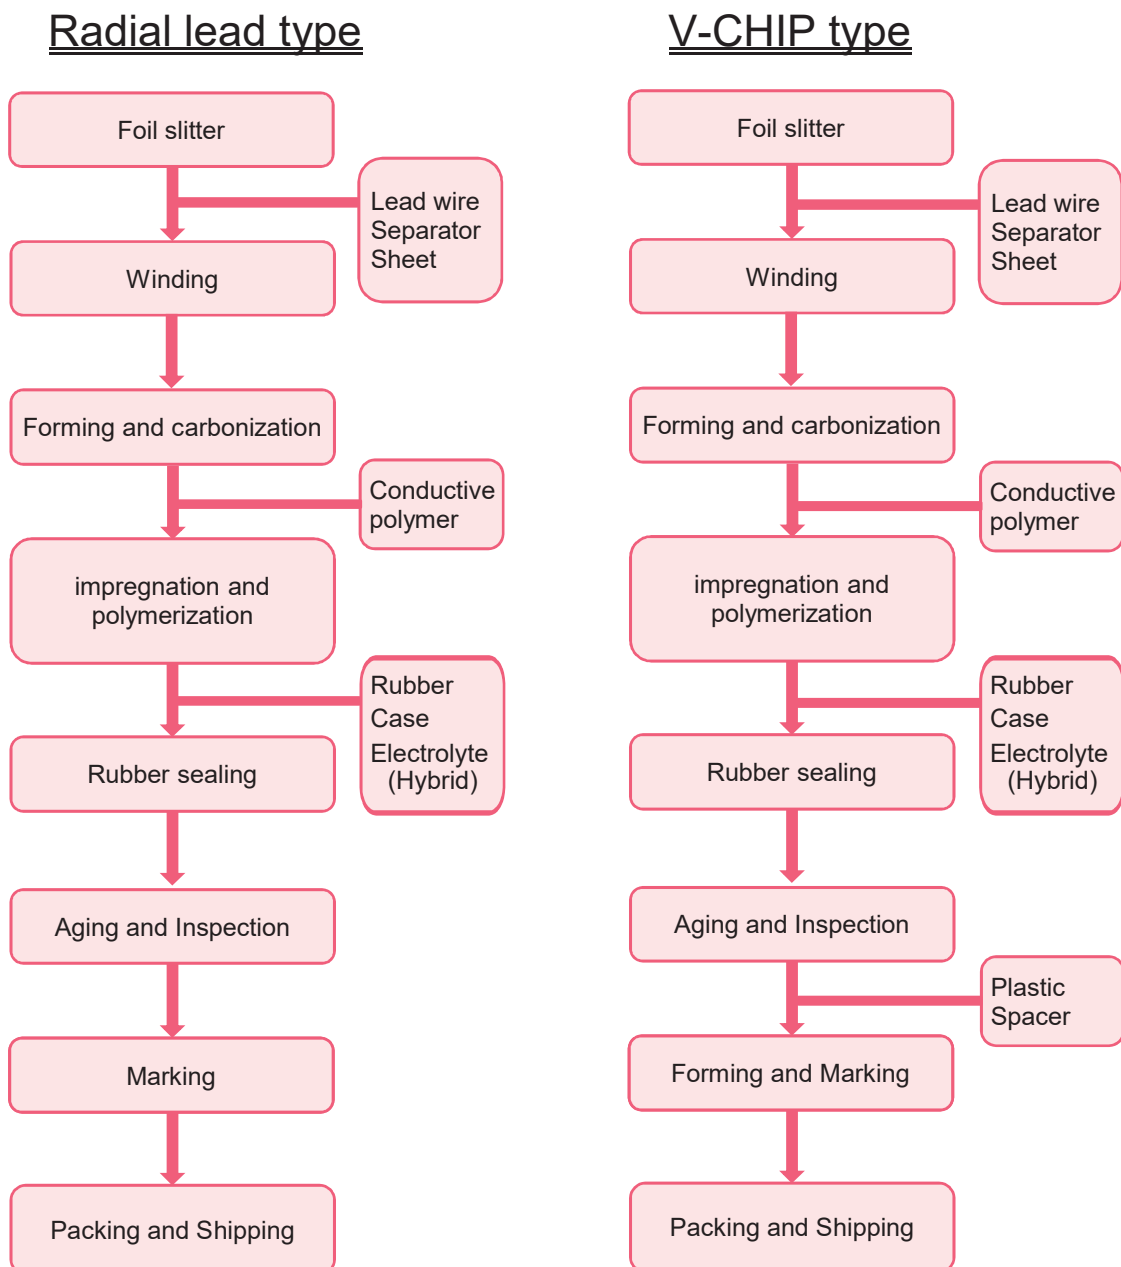 Radial lead type
Foil slitter
Lead wire
Separator
Sheet
Winding
Forming and carbonization
Conductive
polymer
impregnation and
polymerization
Rubber
Case
Electrolyte
(Hybrid)
Rubber sealing
Aging and Inspection
Marking
Packing and Shipping
V-CHIP type
Foil slitter
Lead wire
Separator
Sheet
Winding
Forming and carbonization
Conductive
polymer
impregnation and
polymerization
Rubber
Case
Electrolyte
(Hybrid)
Rubber sealing
Aging and Inspection
Plastic
Spacer
Forming and Marking
Packing and Shipping